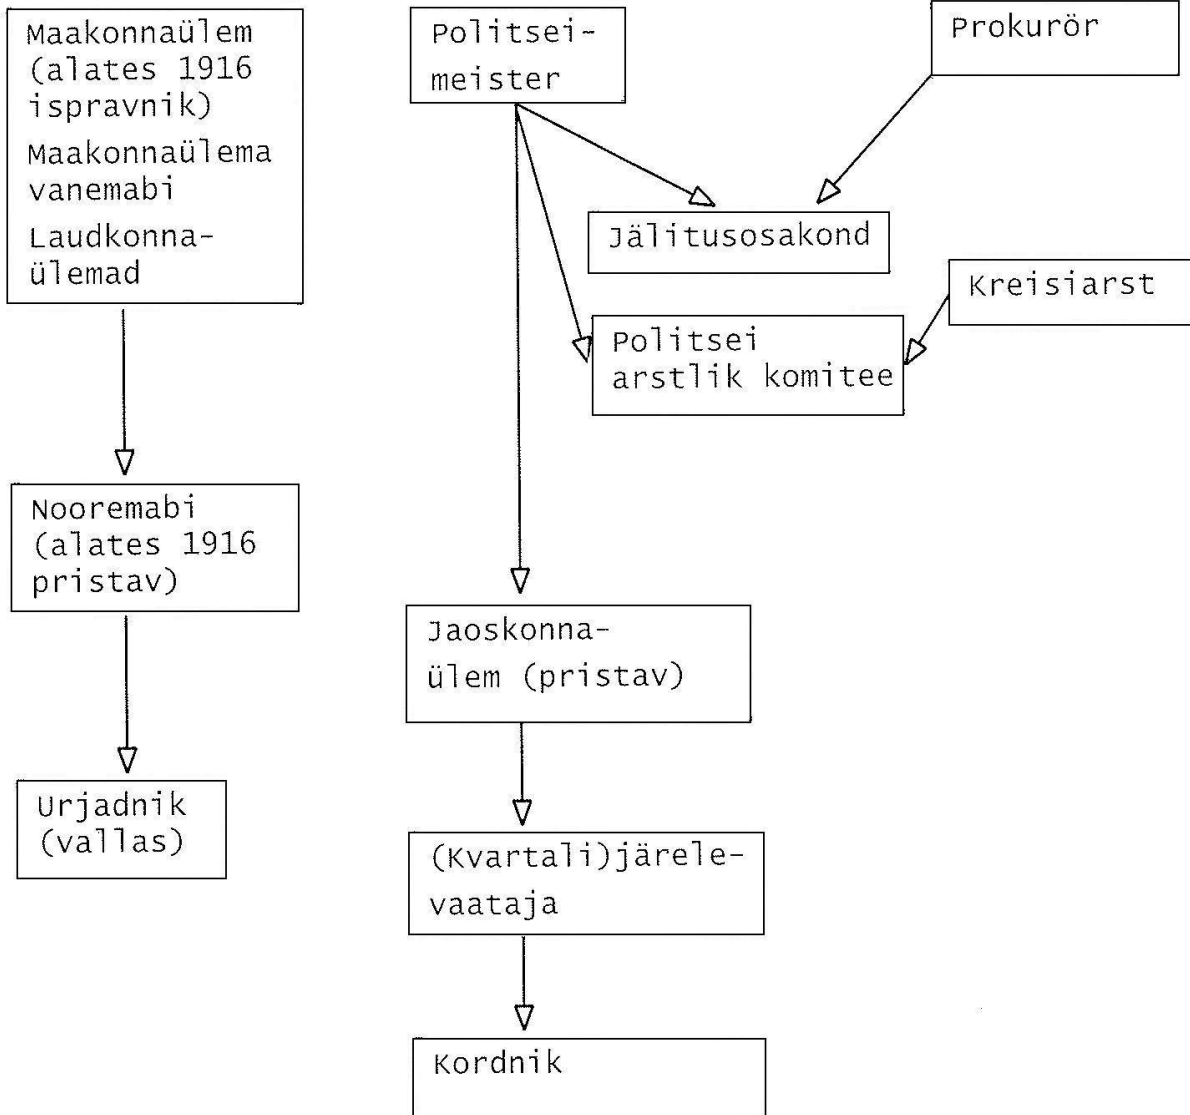 Maakonnaülem
(alates 1916
ispravnik)
Maakonnaülema
vanemabi
Laudkonna-
ülemad
Nooremabi
(alates 1916
pristav)
Urjadnik
(vallas)
Politsei-
meister
Prokurör
Jälitusosakond
Kreisiarst
Politsei
arstlik komitee
Jaoskonna-
ülem (pristav)
(Kvartali)järele-
vaataja
Kordnik